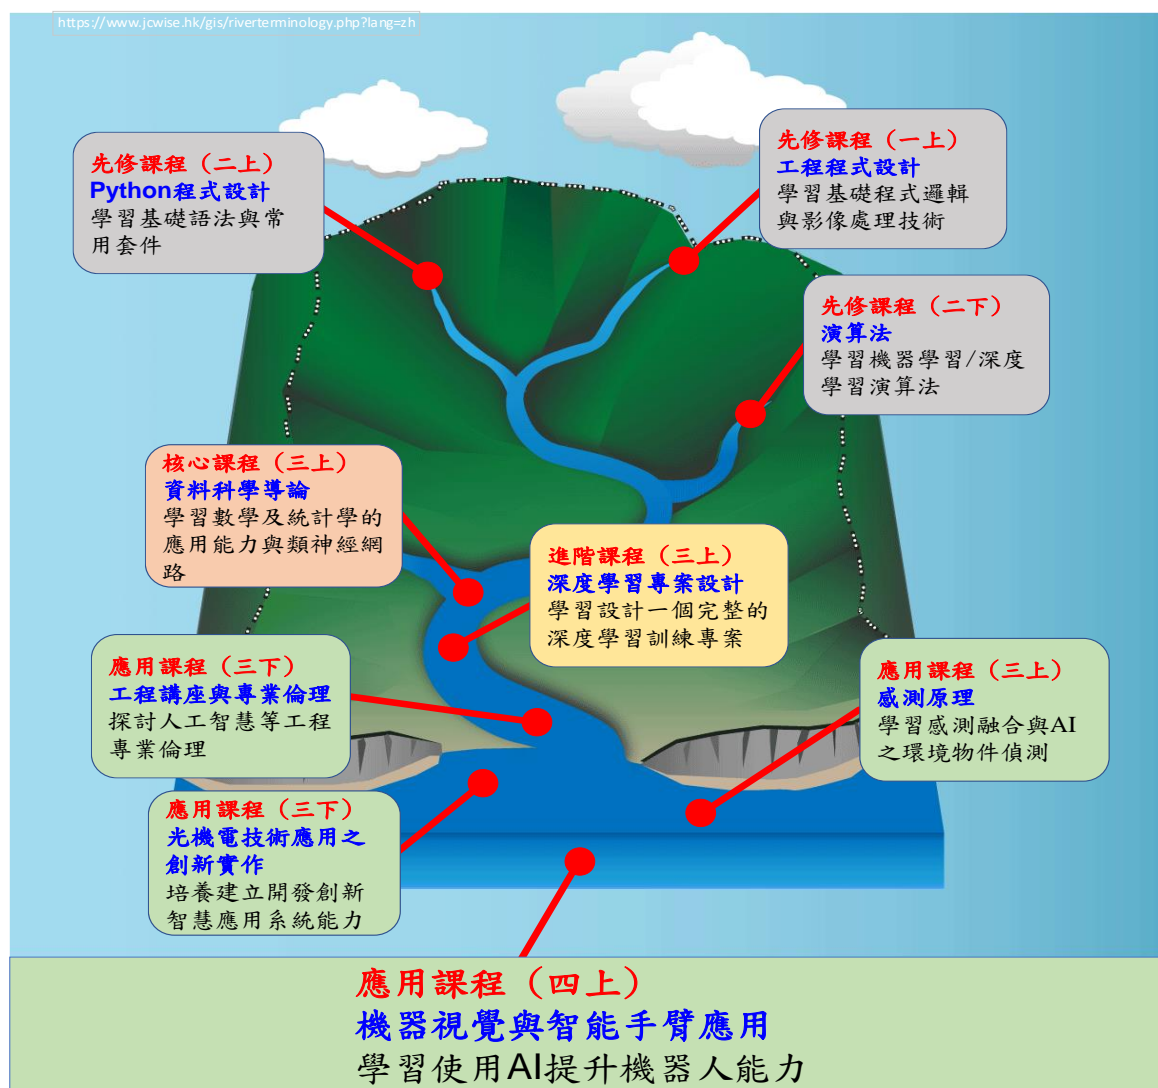 https://www.jcwise.hk/gis/riverterminology.php?lang=zh
先修課程（二上）
Python程式設計
學習基礎語法與常
用套件
先修課程（一上）
工程程式設計
學習基礎程式邏輯
與影像處理技術
先修課程（二下）
演算法
學習機器學習/深度
學習演算法
核心課程（三上）
資料科學導論
學習數學及統計學的
應用能力與類神經網
路
進階課程（三上）
深度學習專案設計
學習設計一個完整的
深度學習訓練專案
應用課程（三下）
工程講座與專業倫理
探討人工智慧等工程
專業倫理
應用課程（三上）
感測原理
學習感測融合與AI
之環境物件偵測
應用課程（三下）
光機電技術應用之
創新實作
培養建立開發創新
智慧應用系統能力
應用課程（四上）
機器視覺與智能手臂應用
學習使用AI提升機器人能力